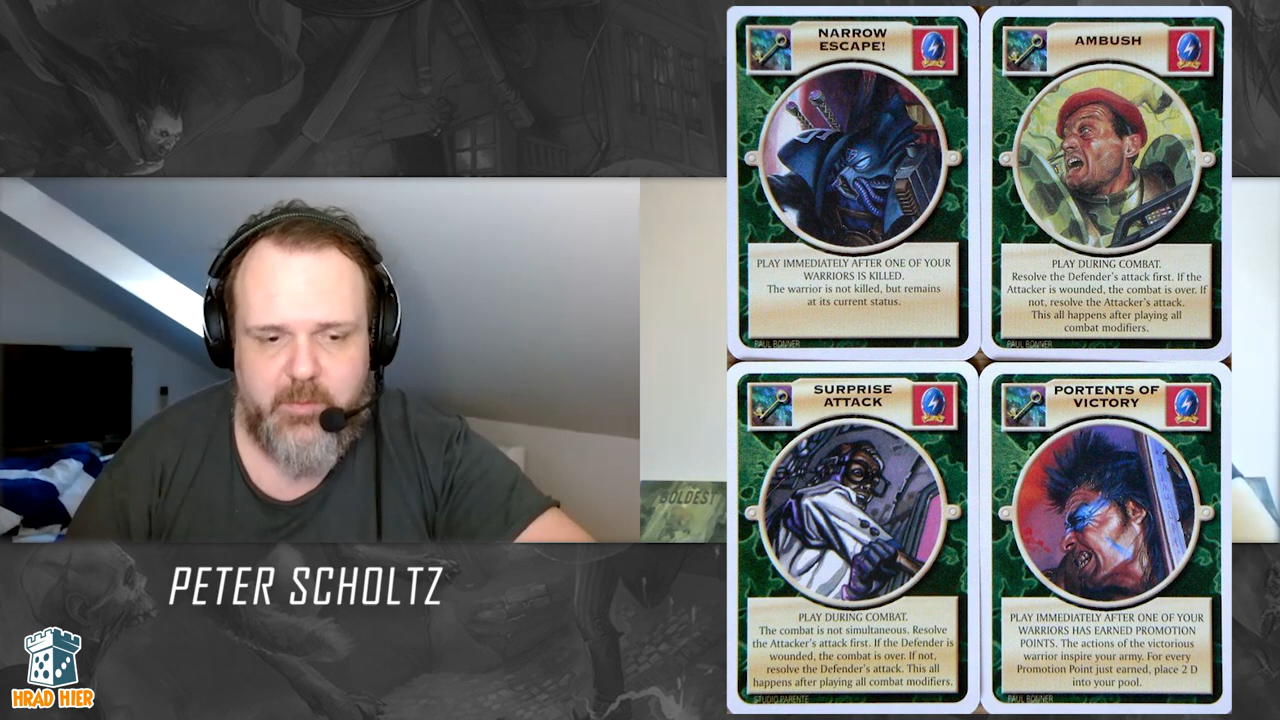 NARROW
ESCAPE!
PLAY IMMEDIATELY AFTER ONE OF YOUR
WARRIORS IS KILLED.
The warrior is not killed, but remains
at its current status.
PAUL BONNER
AMBUSH
PLAY DURING COMBAT.
Resolve the Defender's attack first. If the
Attacker is wounded, the combat is over. If
not, resolve the Attacker's attack.
This all happens after playing all
combat modifiers.
PAUL BONNER
SURPRISE
ATTACK
PLAY DURING COMBAT.
The combat is not simultaneous. Resolve
the Attacker's attack first. If the Defender is
wounded, the combat is over. If not,
resolve the Defender's attack. This all
happens after playing all combat modifiers.
STUDIO PARENTE
PORTENTS OF
VICTORY
PLAY IMMEDIATELY AFTER ONE OF YOUR
WARRIORS HAS EARNED PROMOTION
POINTS. The actions of the victorious
warrior inspire your army. For every
Promotion Point just earned, place 2 D
into your pool.
PAUL BONNER
BOLDEST
PETER SCHOLTZ
HRAD HIER